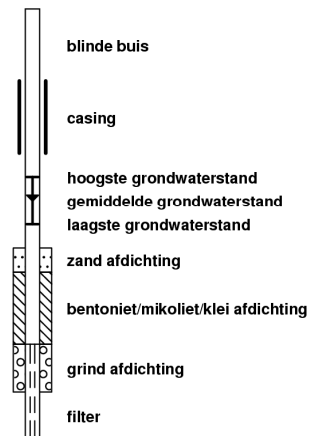 blinde buis
casing
hoogste grondwaterstand
gemiddelde grondwaterstand
laagste grondwaterstand
zand afdichting
bentoniet/mikoliet/klei afdichting
grind afdichting
filter